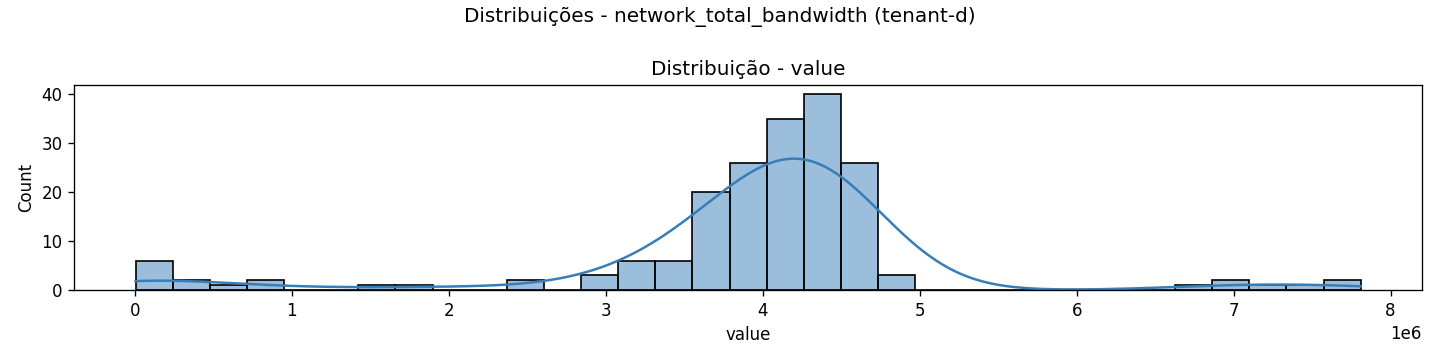 Distribuições - network_total_bandwidth (tenant-d)
Distribuição - value
Count
40
30
20
10
0
0 1 2 3 4 5 6 7 8
1e6
value